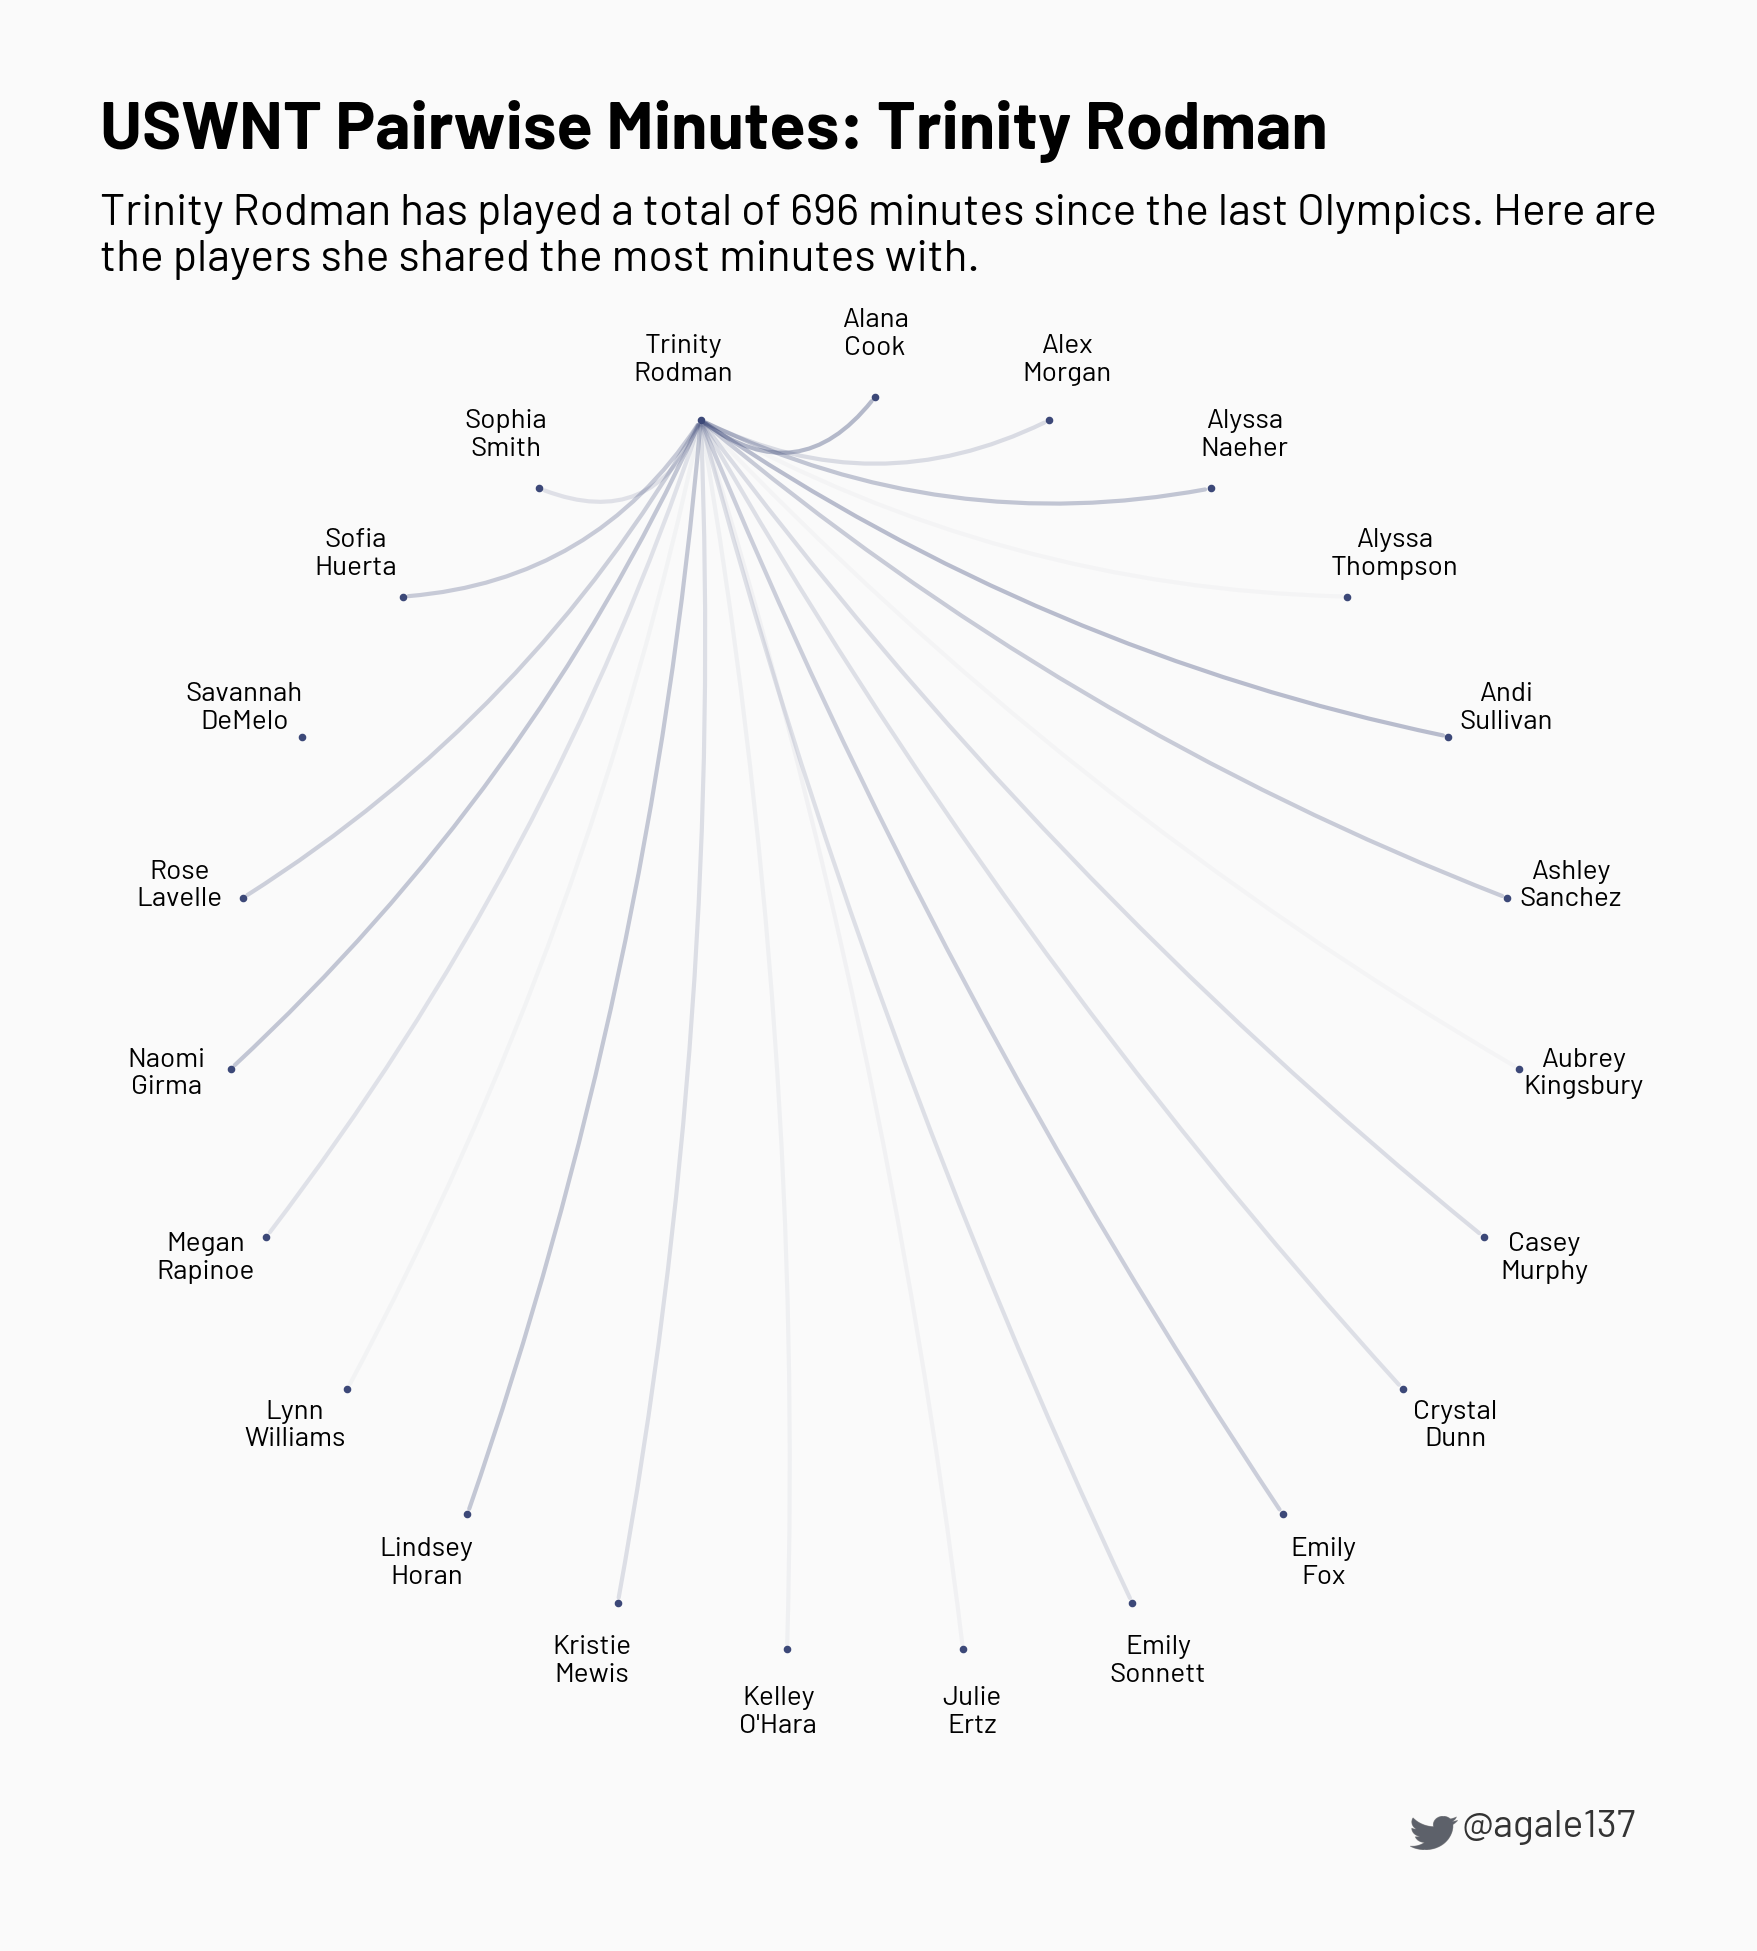 USWNT Pairwise Minutes: Trinity Rodman
Trinity Rodman has played a total of 696 minutes since the last Olympics. Here are
the players she shared the most minutes with.
Alana
Cook
Trinity
Rodman
Alex
Morgan
Sophia
Smith
Alyssa
Naeher
Sofia
Huerta
Alyssa
Thompson
Savannah
DeMelo
Andi
Sullivan
Rose
Lavelle
Ashley
Sanchez
Naomi
Girma
Aubrey
Kingsbury
Megan
Rapinoe
Casey
Murphy
Lynn
Williams
Crystal
Dunn
Lindsey
Horan
Emily
Fox
Kristie
Mewis
Emily
Sonnett
Kelley
O'Hara
Julie
Ertz
@agale137